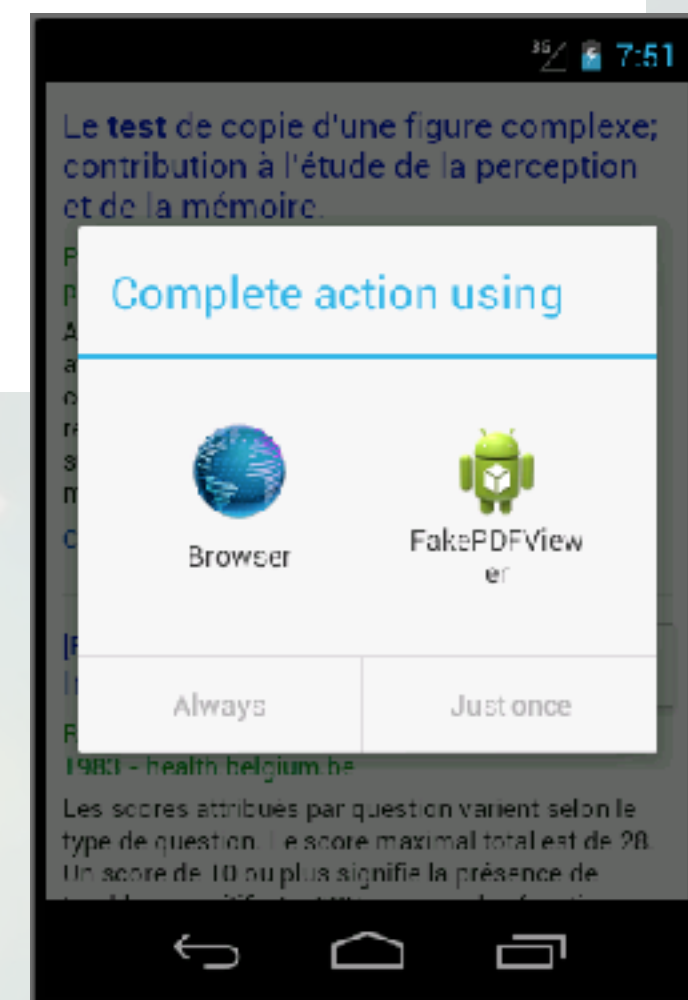 3G 7:51
Le test de copie d'une figure complexe;
contribution à l'étude de la perception
et de la mémoire.
Complete action using
Browser
FakePDFView
er
Always
Just once
1983 - health.belgium.be
Les scores attribués par question varient selon le
type de question. Le score maximal total est de 28.
Un score de 10 ou plus signifie la présence de